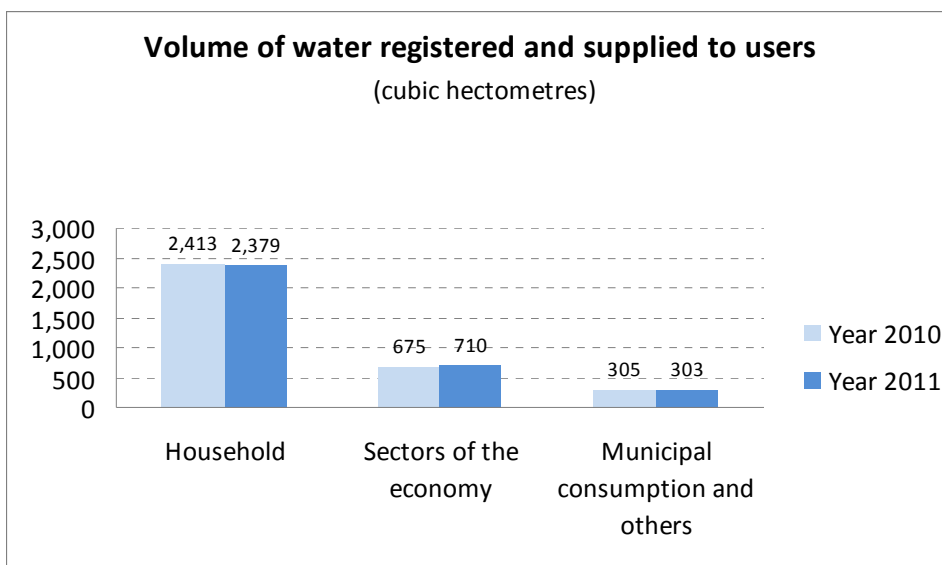 Volume of water registered and supplied to users
(cubic hectometres)
3,000
2,500
2,000
1,500
1,000
500
0
2,413
2,379
675
710
305
303
Year 2010
Year 2011
Household
Sectors of the
economy
Municipal
consumption and
others